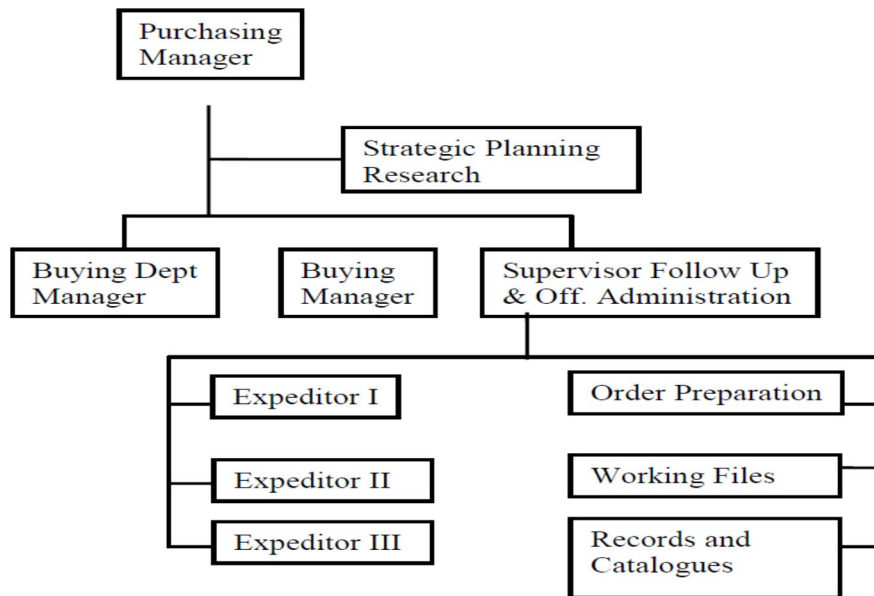 Purchasing
Manager
Strategic Planning
Research
Buying Dept
Manager
Buying
Manager
Supervisor Follow Up
& Off. Administration
Expeditor I
Order Preparation
Expeditor II
Working Files
Expeditor III
Records and
Catalogues